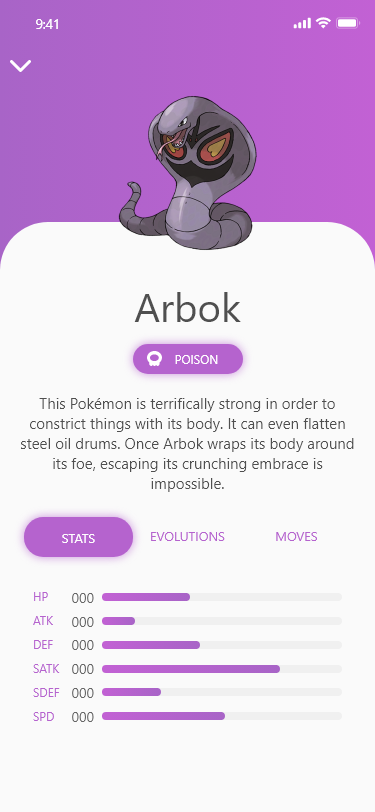 9:41
Arbok
POISON
This Pokémon is terrifically strong in order to
constrict things with its body. It can even flatten
steel oil drums. Once Arbok wraps its body around
its foe, escaping its crunching embrace is
impossible.
STATS EVOLUTIONS MOVES
HP 000
ATK 000
DEF 000
SATK 000
SDEF 000
SPD 000